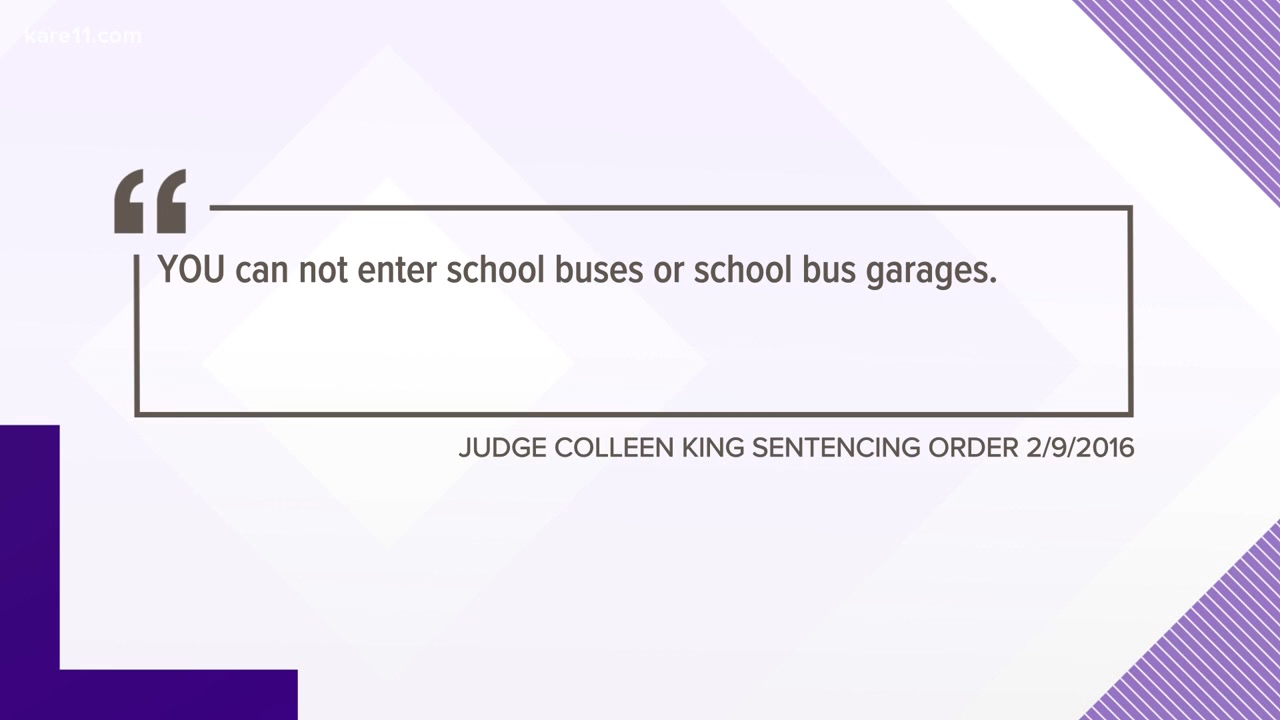 kare11.com
“
YOU can not enter school buses or school bus garages.
JUDGE COLLEEN KING SENTENCING ORDER 2/9/2016